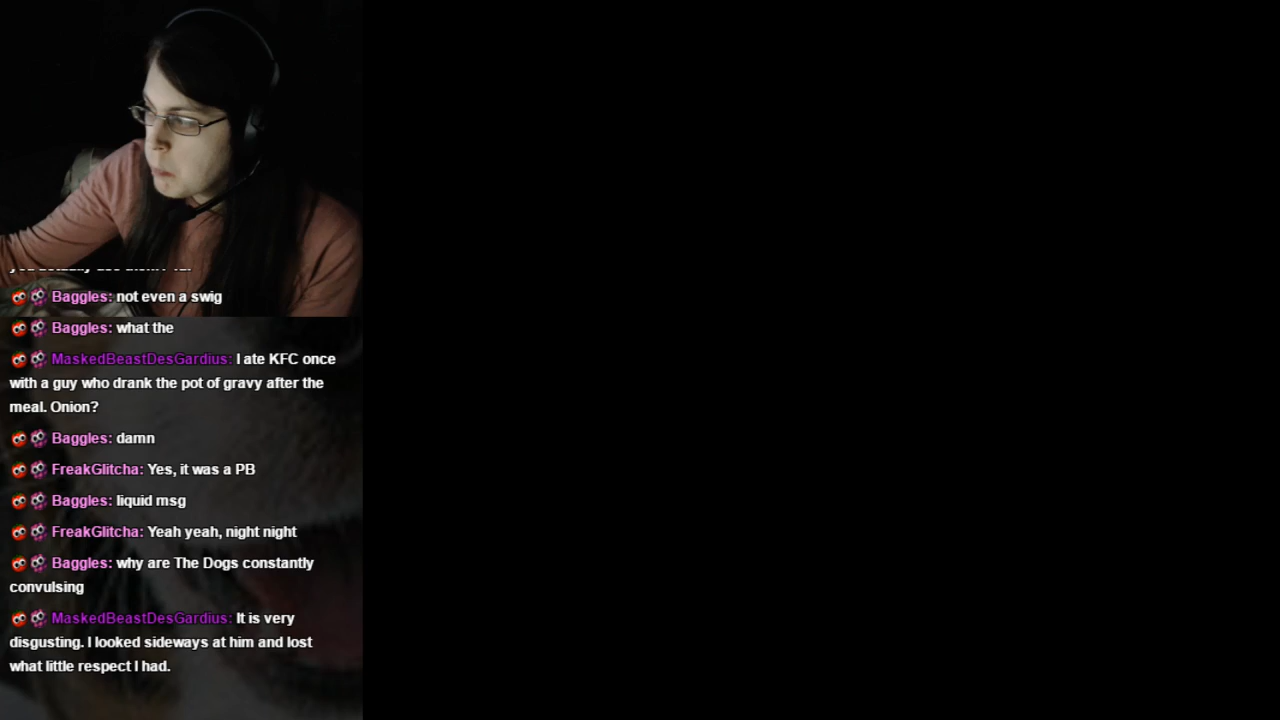 Baggles: not even a swig
Baggles: what the
MaskedBeastDesGardius: I ate KFC once
with a guy who drank the pot of gravy after the
meal. Onion?
Baggles: damn
FreakGlitcha: Yes, it was a PB
Baggles: liquid msg
FreakGlitcha: Yeah yeah, night night
Baggles: why are The Dogs constantly
convulsing
MaskedBeastDesGardius: It is very
disgusting. I looked sideways at him and lost
what little respect I had.